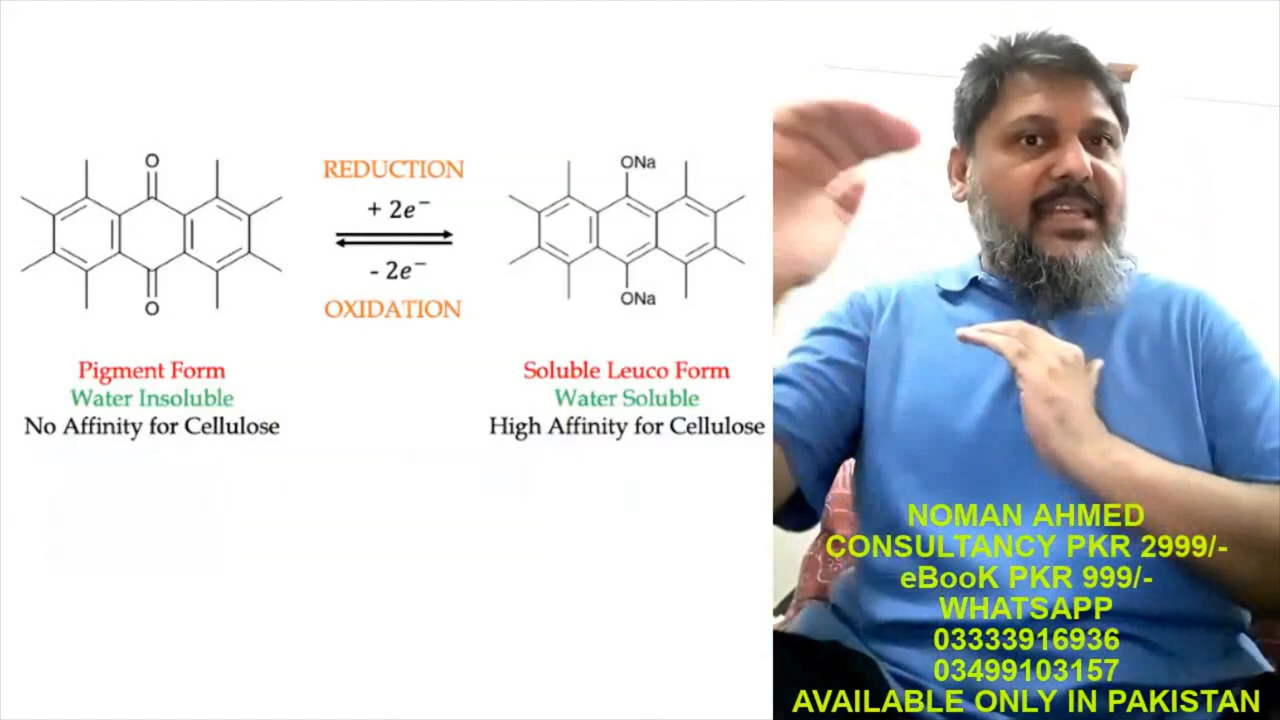 O
O
REDUCTION
+ 2e⁻
- 2e⁻
OXIDATION
ONa
ONa
Pigment Form
Water Insoluble
No Affinity for Cellulose
Soluble Leuco Form
Water Soluble
High Affinity for Cellulose
NOMAN AHMED
CONSULTANCY PKR 2999/-
eBooK PKR 999/-
WHATSAPP
03333916936
03499103157
AVAILABLE ONLY IN PAKISTAN